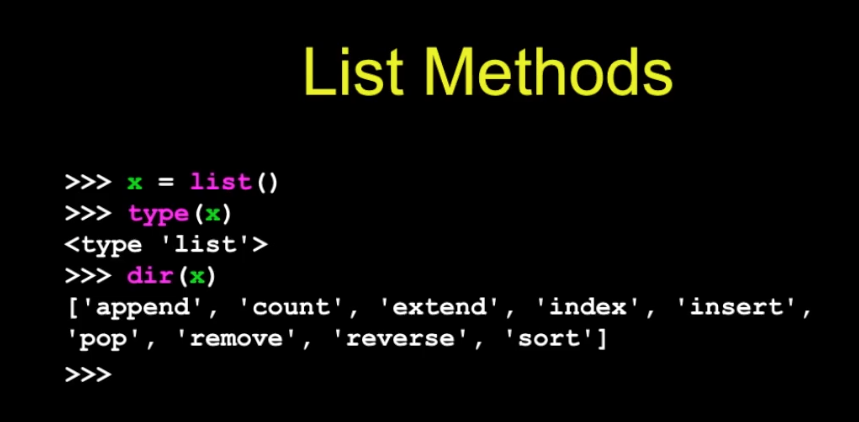 List Methods
>>> x = list()
>>> type(x)
<type 'list'>
>>> dir(x)
['append', 'count', 'extend', 'index', 'insert',
'pop', 'remove', 'reverse', 'sort']
>>>